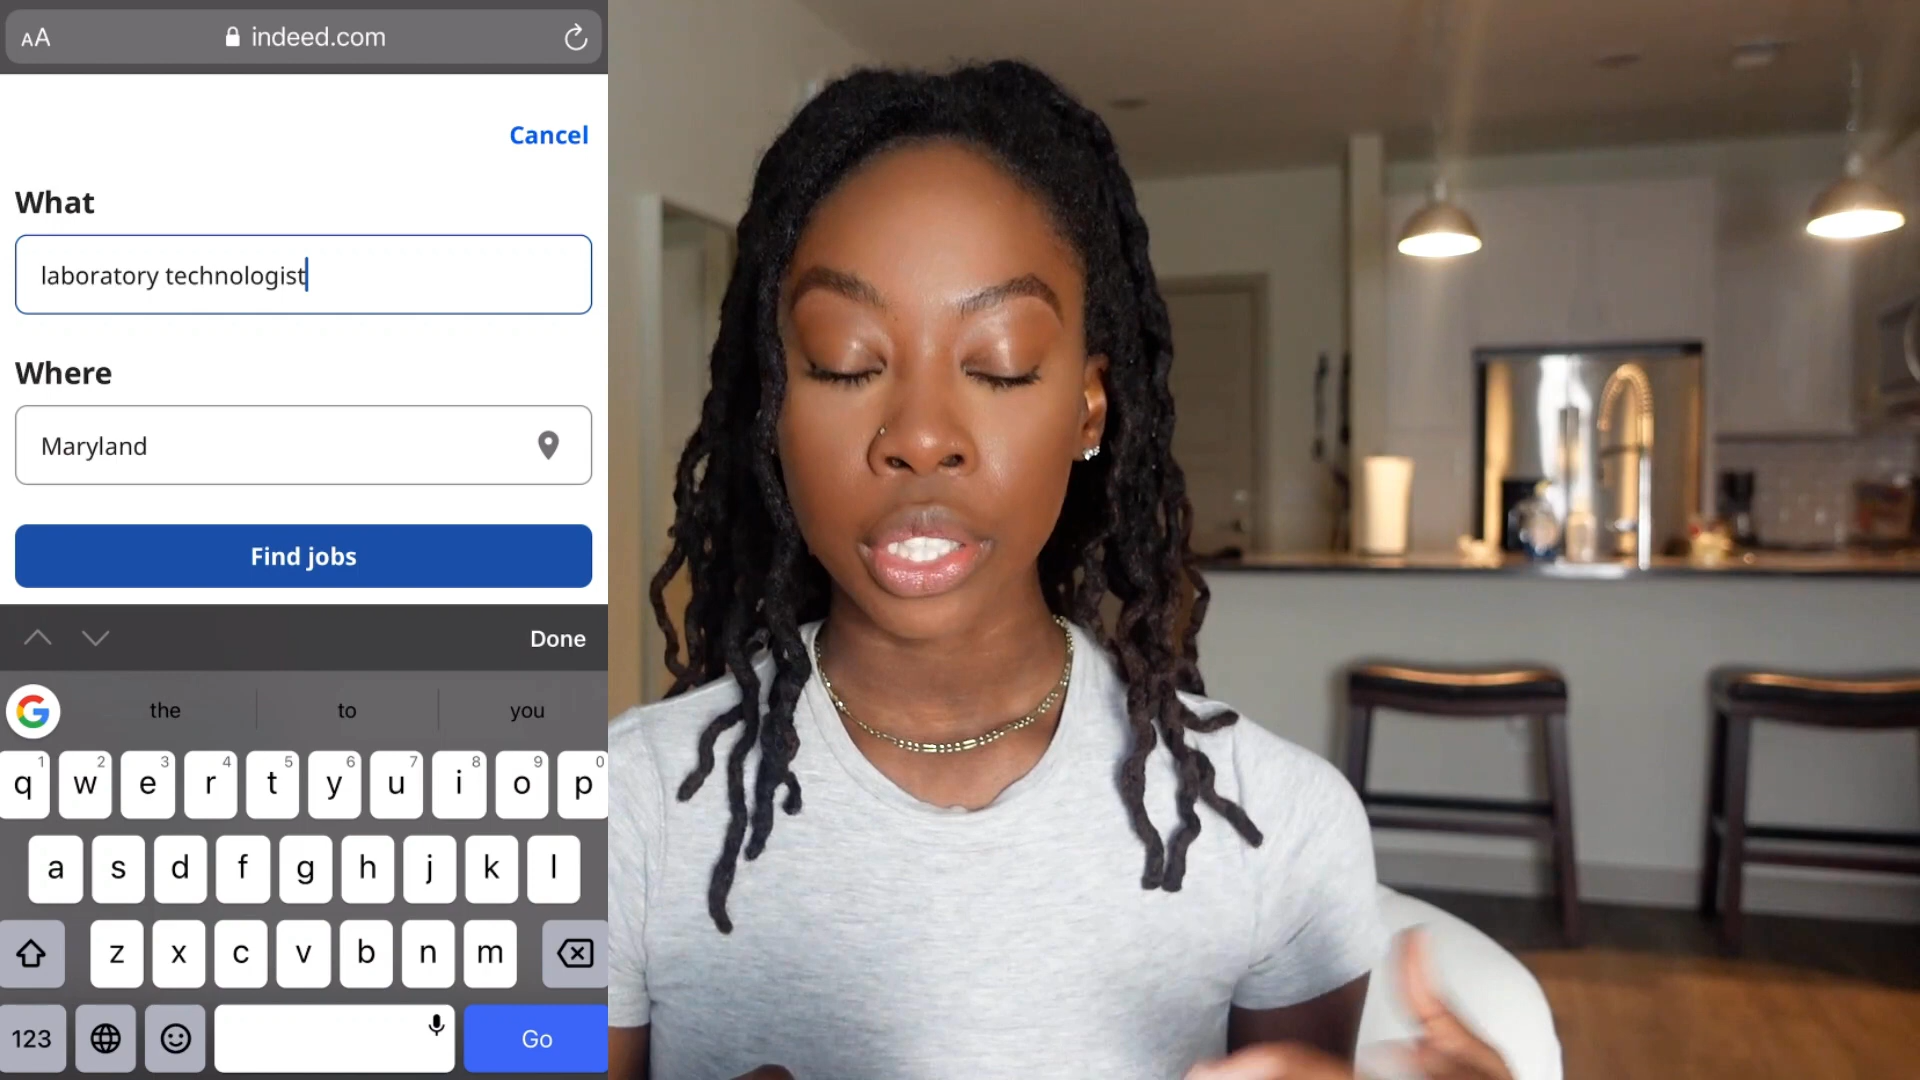 AA indeed.com
Cancel
What
laboratory technologist
Where
Maryland
Find jobs
Done
G the to you
1 2 3 4 5 6 7 8 9 0
q w e r t y u i o p
a s d f g h j k l
z x c v b n m
123 Go